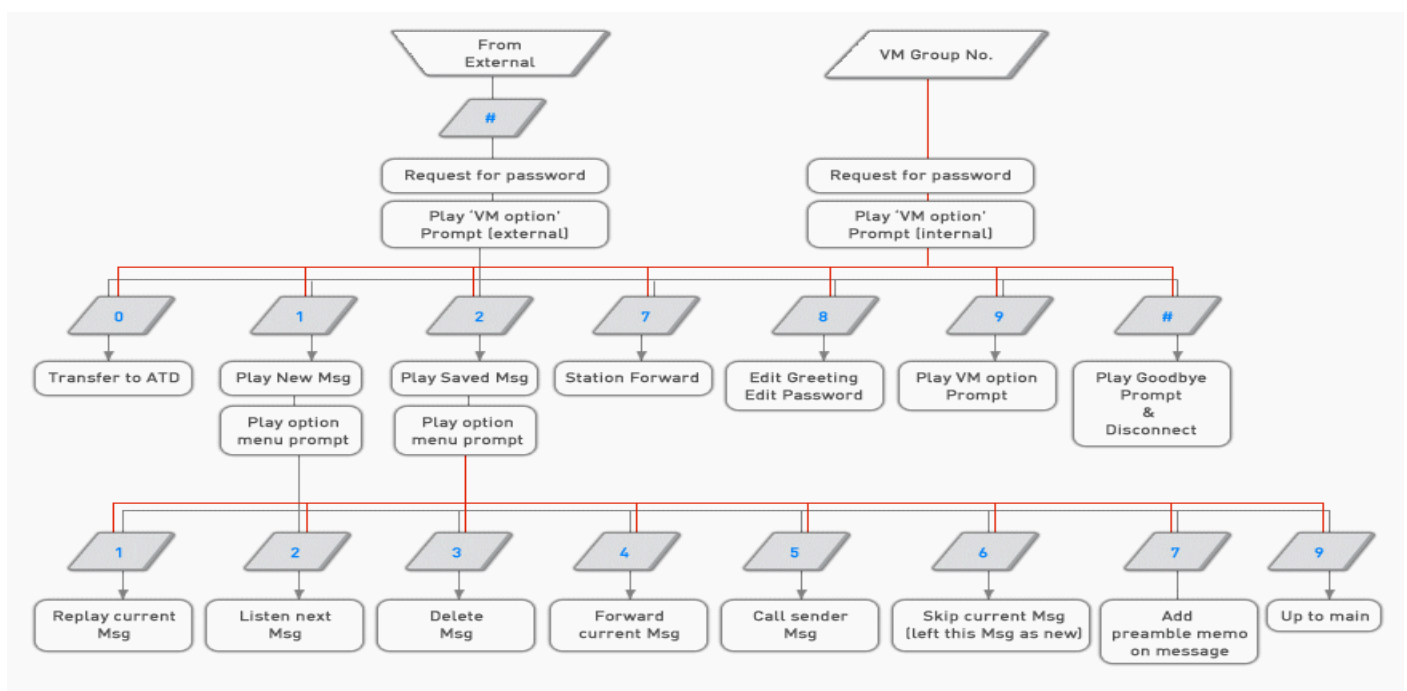 From
External
VM Group No.
#
Request for password
Request for password
Play ‘VM option’
Prompt (external)
Play ‘VM option’
Prompt (internal)
0
1
2
7
8
9
#
Transfer to ATD
Play New Msg
Play Saved Msg
Station Forward
Edit Greeting
Edit Password
Play VM option
Prompt
Play Goodbye
Prompt
&
Disconnect
Play option
menu prompt
Play option
menu prompt
1
2
3
4
5
6
7
9
Replay current
Msg
Listen next
Msg
Delete
Msg
Forward
current Msg
Call sender
Msg
Skip current Msg
(left this Msg as new)
Add
preamble memo
on message
Up to main